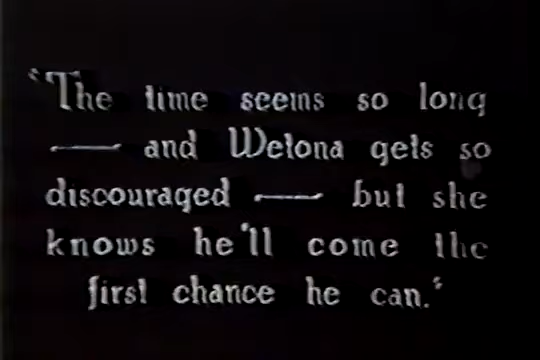 "The time seems so long
— and Wetona gets so
discouraged — but she
knows he'll come the
first chance he can."